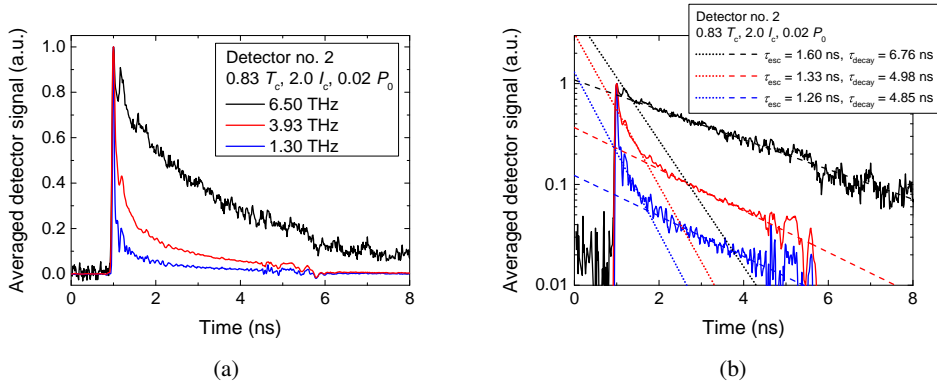 Detector no. 2
0.83 T_c, 2.0 I_c, 0.02 P_0
6.50 THz
3.93 THz
1.30 THz
Averaged detector signal (a.u.)
1.0
0.8
0.6
0.4
0.2
0.0
0 2 4 6 8
Time (ns)
(a)
Detector no. 2
0.83 T_c, 2.0 I_c, 0.02 P_0
τ_esc = 1.60 ns, τ_decay = 6.76 ns
τ_esc = 1.33 ns, τ_decay = 4.98 ns
τ_esc = 1.26 ns, τ_decay = 4.85 ns
Averaged detector signal (a.u.)
1
0.1
0.01
0 2 4 6 8
Time (ns)
(b)